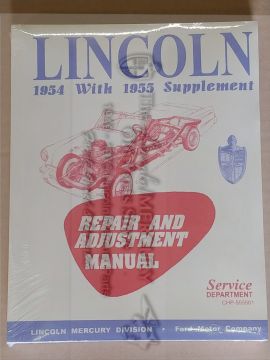 LINCOLN
1954 With 1955 Supplement
REPAIR AND
ADJUSTMENT
MANUAL
Service
DEPARTMENT
LINCOLN MERCURY DIVISION • Ford Motor Company